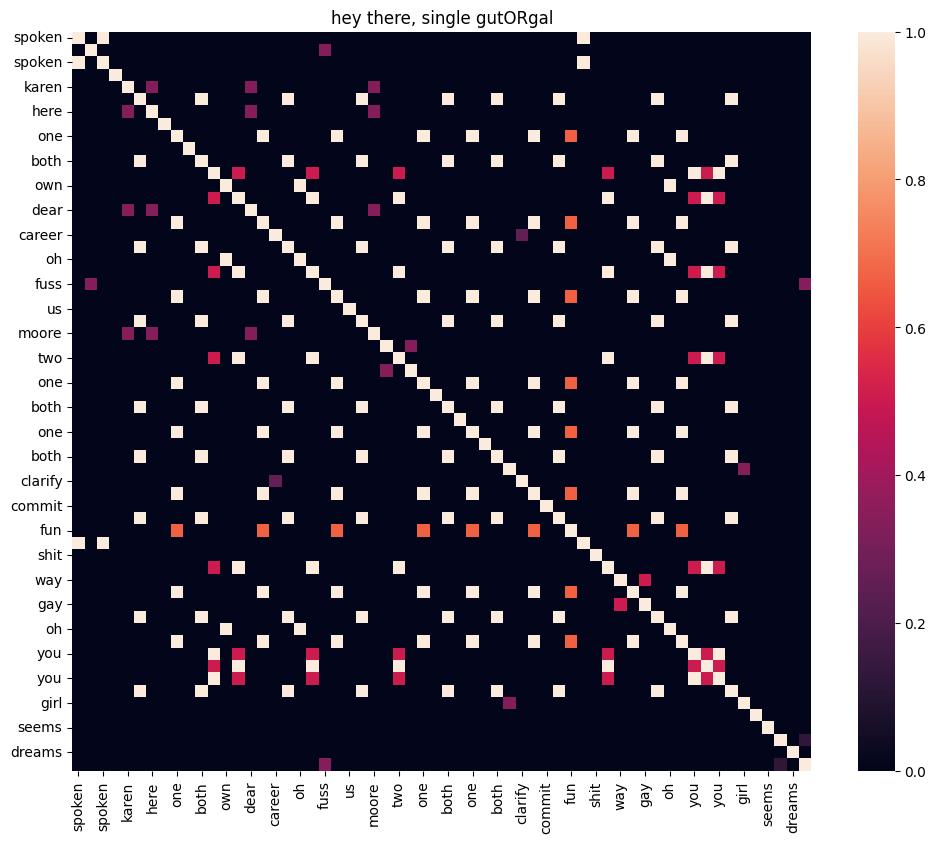 hey there, single gutORgal
spoken
spoken
karen
here
one
both
own
dear
career
oh
fuss
us
moore
two
one
both
one
both
clarify
commit
fun
shit
way
gay
oh
you
you
girl
seems
dreams
1.0
0.8
0.6
0.4
0.2
0.0
spoken spoken karen here one both own dear career oh fuss us moore two one both one both clarify commit fun shit way gay oh you you girl seems dreams